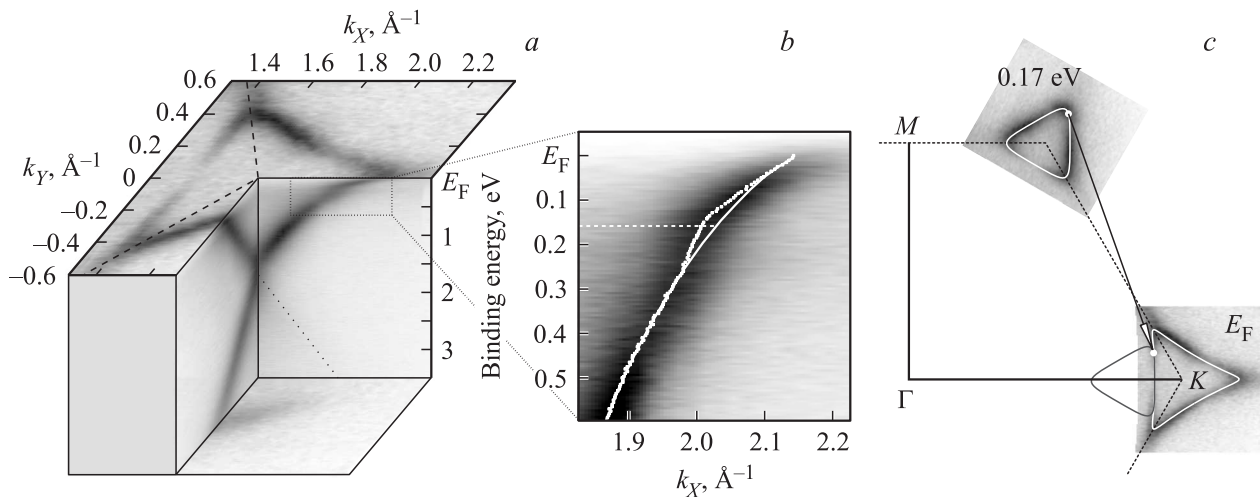 k_X, Å⁻¹
a
1.4 1.6 1.8 2.0 2.2
0.6
0.4
0.2
0
–0.2
–0.4
–0.6
k_Y, Å⁻¹
E_F
1
2
3
Binding energy, eV
b
E_F
0.1
0.2
0.3
0.4
0.5
1.9 2.0 2.1 2.2
k_X, Å⁻¹
c
0.17 eV
M
E_F
Γ
K